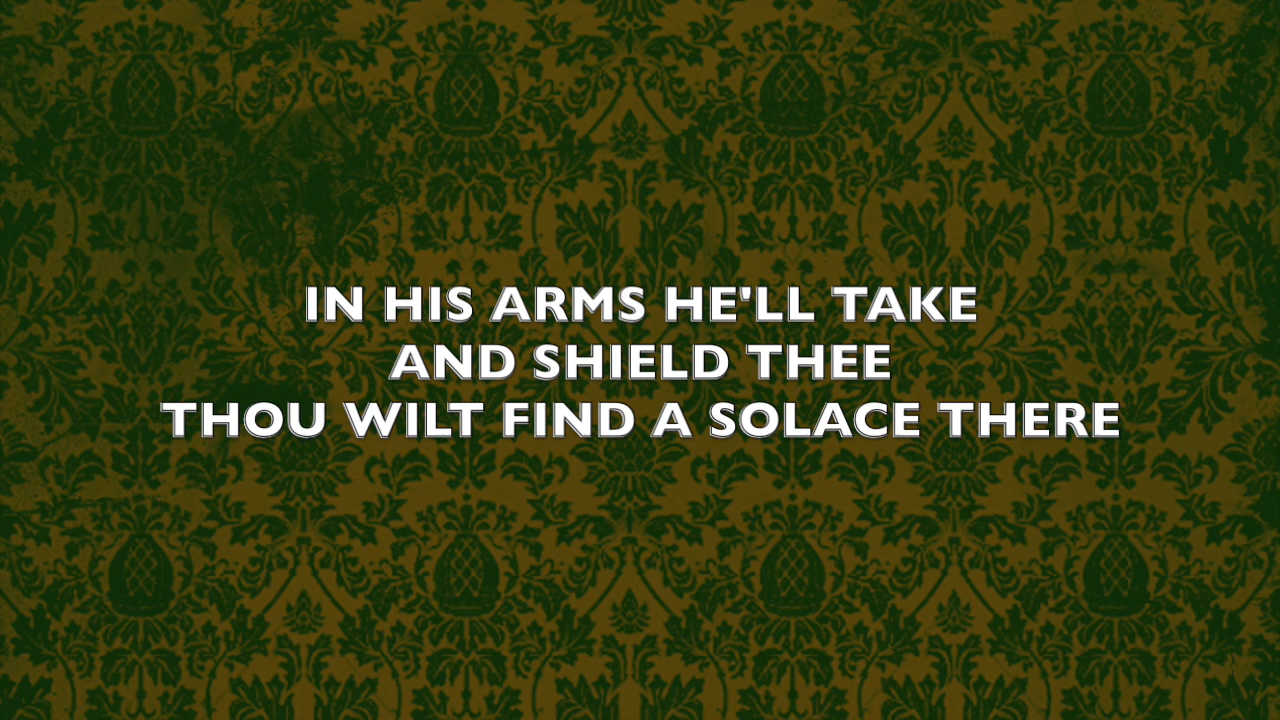 IN HIS ARMS HE'LL TAKE
AND SHIELD THEE
THOU WILT FIND A SOLACE THERE